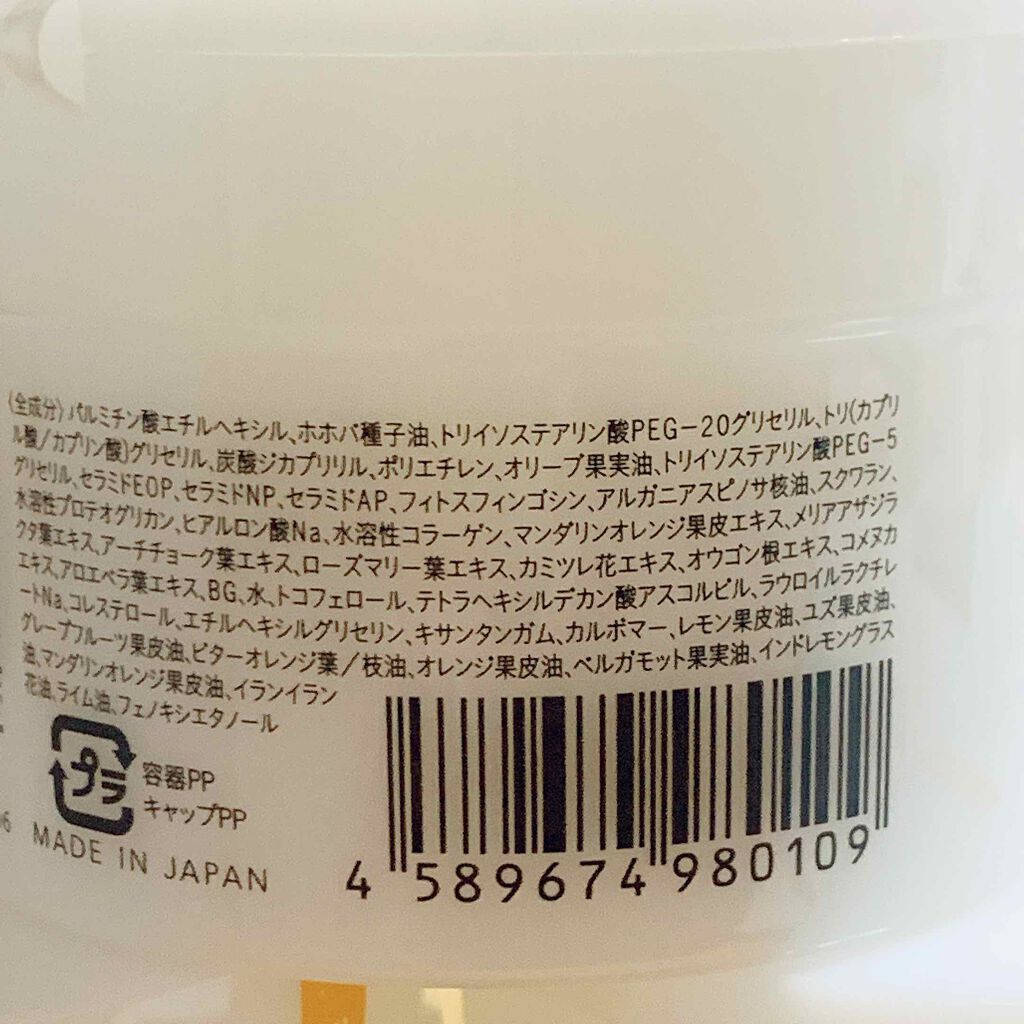 〈全成分〉パルミチン酸エチルヘキシル、ホホバ種子油、トリイソステアリン酸PEG-20グリセリル、トリ(カプリ
ル酸/カプリン酸)グリセリル、炭酸ジカプリリル、ポリエチレン、オリーブ果実油、トリイソステアリン酸PEG-5
グリセリル、セラミドEOP、セラミドNP、セラミドAP、フィトスフィンゴシン、アルガニアスピノサ核油、スクワラン、
水溶性プロテオグリカン、ヒアルロン酸Na、水溶性コラーゲン、マンダリンオレンジ果皮エキス、メリアアザジラ
クタ葉エキス、アーチチョーク葉エキス、ローズマリー葉エキス、カミツレ花エキス、オウゴン根エキス、コメヌカ
エキス、アロエベラ葉エキス、BG、水、トコフェロール、テトラヘキシルデカン酸アスコルビル、ラウロイルラクチレ
ートNa、コレステロール、エチルヘキシルグリセリン、キサンタンガム、カルボマー、レモン果皮油、ユズ果皮油、
グレープフルーツ果皮油、ビターオレンジ葉/枝油、オレンジ果皮油、ベルガモット果実油、インドレモングラス
油、マンダリンオレンジ果皮油、イランイラン
花油、ライム油、フェノキシエタノール
プラ
容器PP
キャップPP
MADE IN JAPAN
4 589674 980109